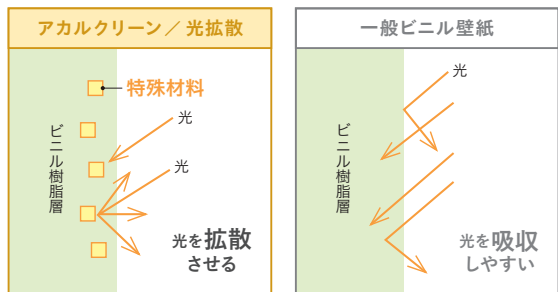 アカルクリーン／光拡散
特殊材料
光
光
ビニル樹脂層
光を拡散
させる
一般ビニル壁紙
光
ビニル樹脂層
光を吸収
しやすい